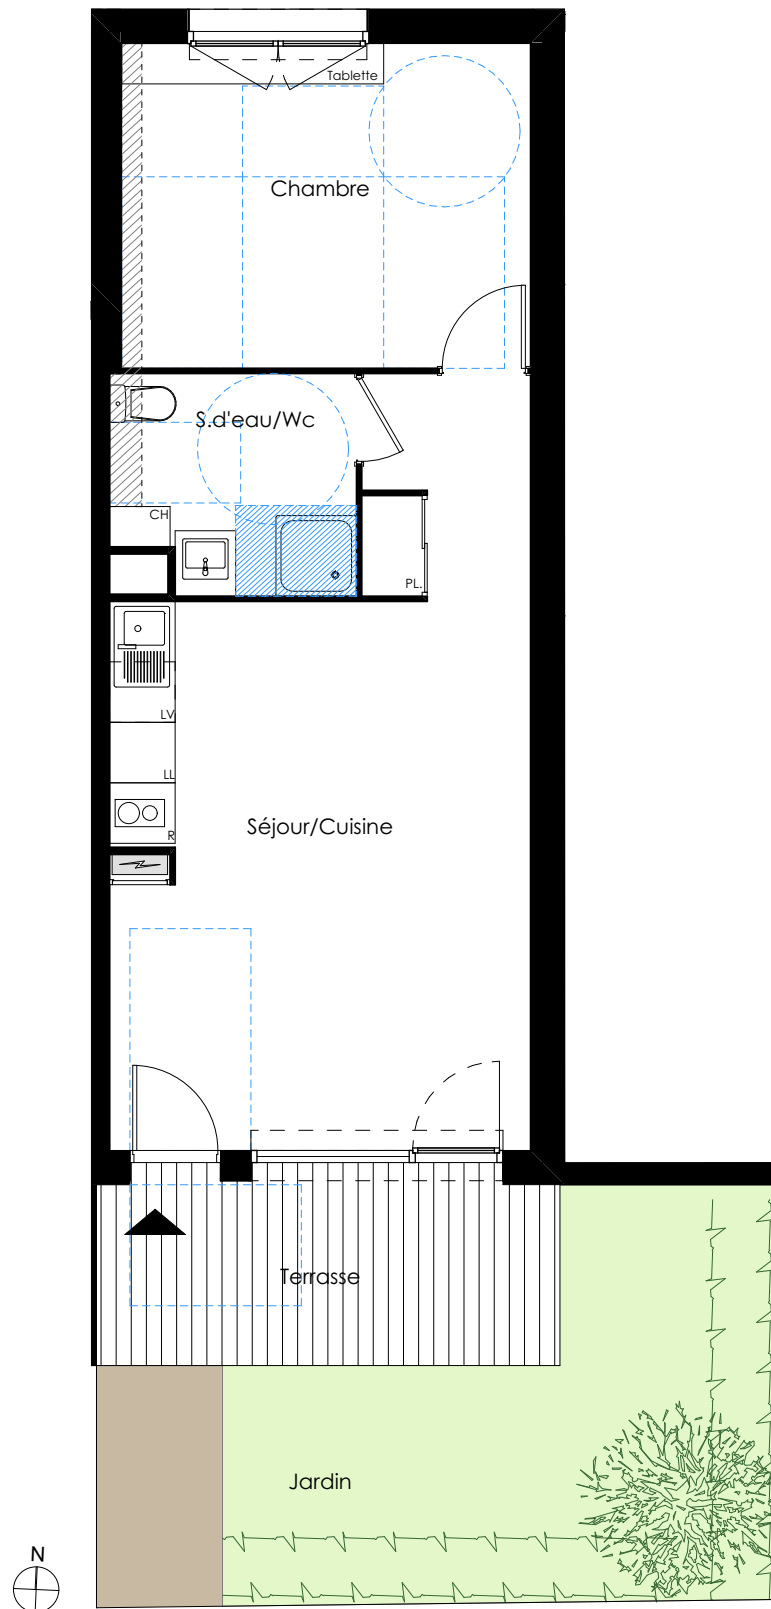 Tablette
Chambre
S.d'eau/Wc
CH
PL.
LV
LL
Séjour/Cuisine
R
Terrasse
Jardin
N